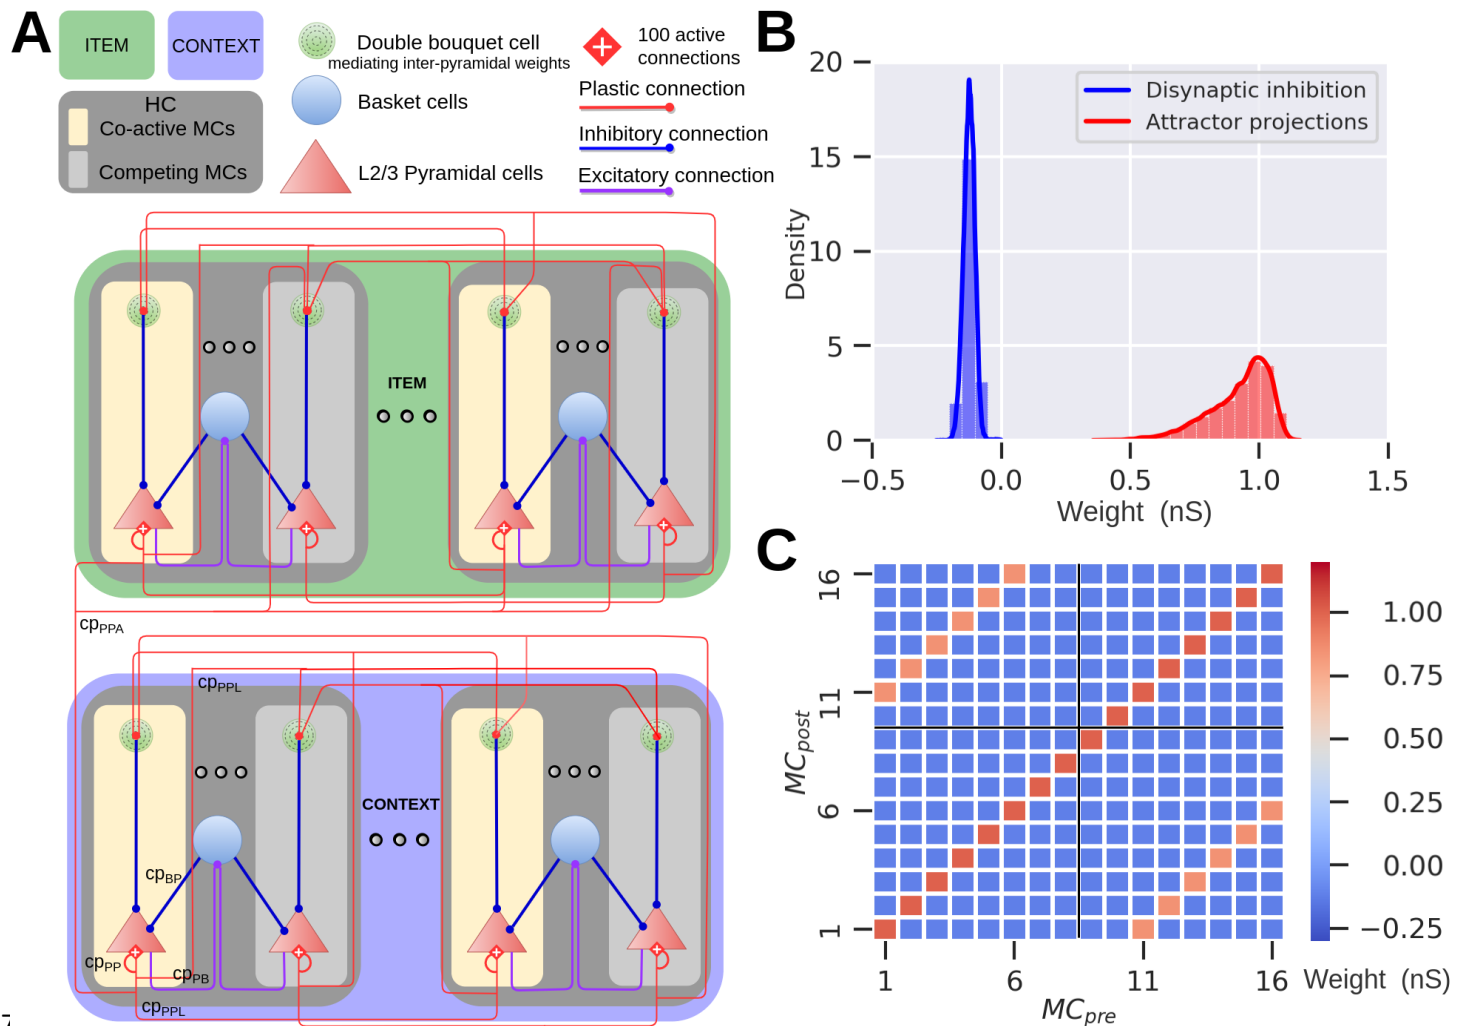 A
ITEM
CONTEXT
HC
Co-active MCs
Competing MCs
Double bouquet cell
mediating inter-pyramidal weights
Basket cells
L2/3 Pyramidal cells
100 active
connections
Plastic connection
Inhibitory connection
Excitatory connection
ITEM
cpPPA
cpPPL
CONTEXT
cpBP
cpPP
cpPB
cpPPL
B
20
15
10
5
0
Density
Disynaptic inhibition
Attractor projections
−0.5
0.0
0.5
1.0
1.5
Weight (nS)
C
16
11
6
1
MCpost
1
6
11
16
MCpre
1.00
0.75
0.50
0.25
0.00
−0.25
Weight (nS)